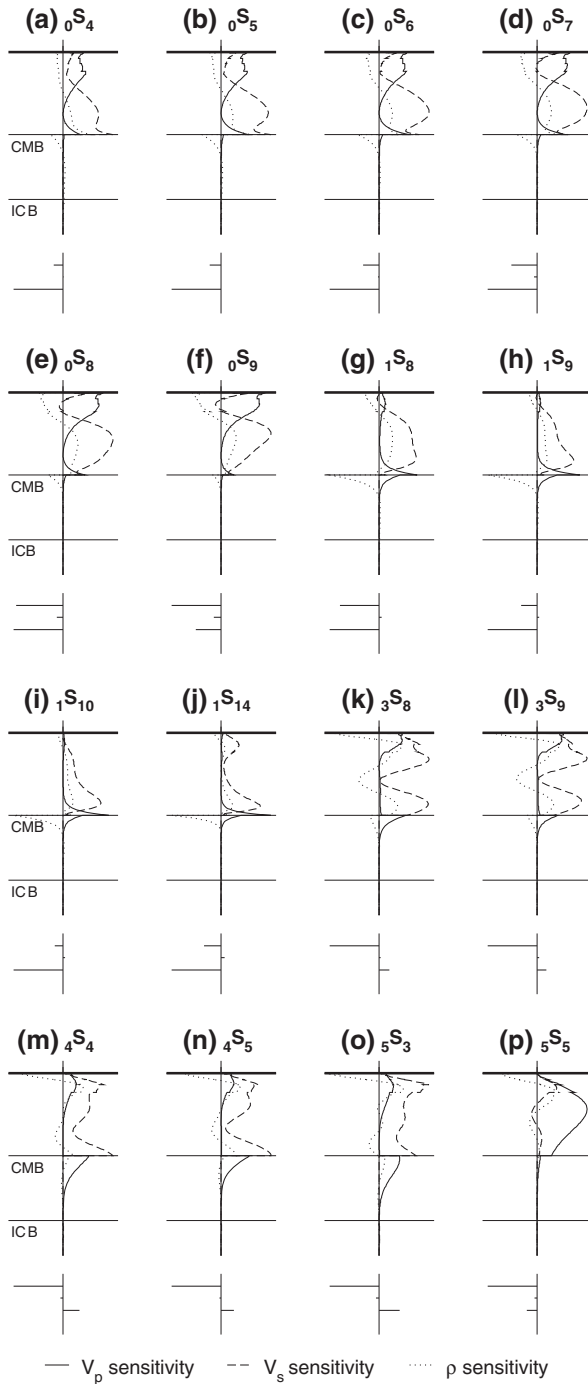 (a) 0S4 (b) 0S5 (c) 0S6 (d) 0S7
CMB
ICB
(e) 0S8 (f) 0S9 (g) 1S8 (h) 1S9
CMB
ICB
(i) 1S10 (j) 1S14 (k) 3S8 (l) 3S9
CMB
ICB
(m) 4S4 (n) 4S5 (o) 5S3 (p) 5S5
CMB
ICB
Vp sensitivity Vs sensitivity ρ sensitivity